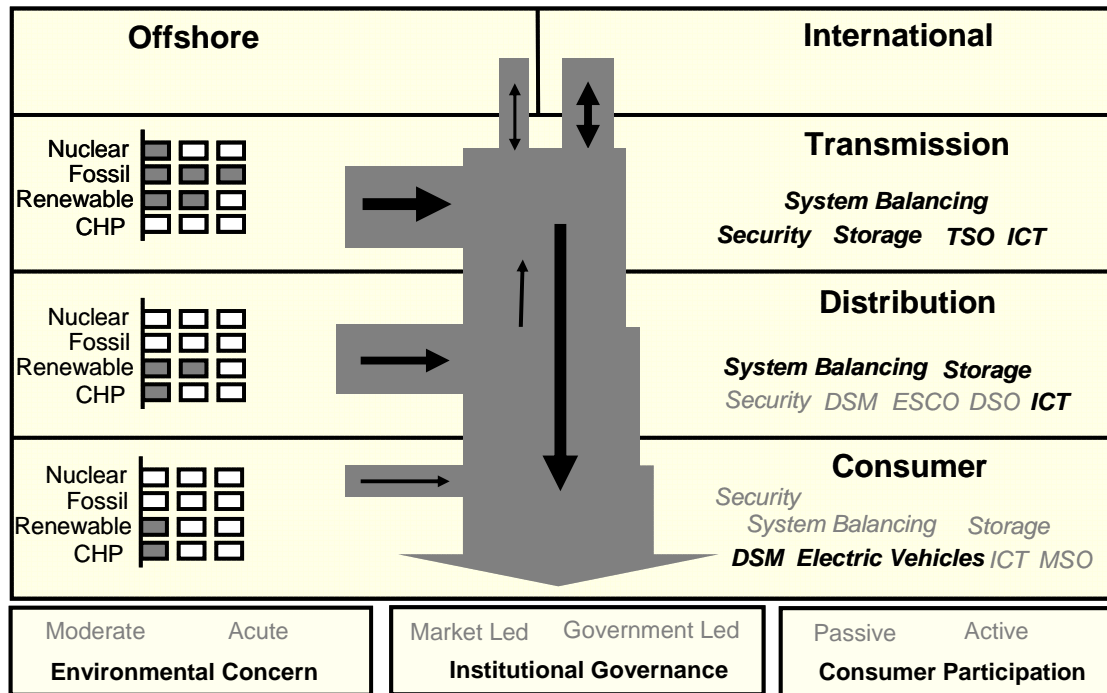 Offshore
International
Nuclear
Fossil
Renewable
CHP
Transmission
System Balancing
Security Storage TSO ICT
Nuclear
Fossil
Renewable
CHP
Distribution
System Balancing Storage
Security DSM ESCO DSO ICT
Nuclear
Fossil
Renewable
CHP
Consumer
Security
System Balancing Storage
DSM Electric Vehicles ICT MSO
Moderate Acute
Environmental Concern
Market Led Government Led
Institutional Governance
Passive Active
Consumer Participation